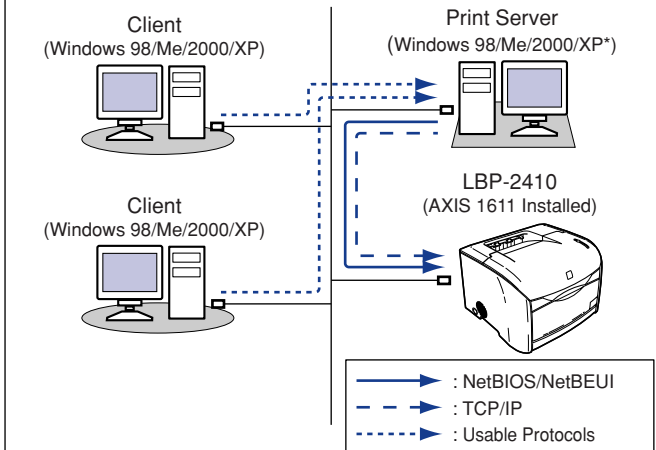 Client
(Windows 98/Me/2000/XP)
Print Server
(Windows 98/Me/2000/XP*)
Client
(Windows 98/Me/2000/XP)
LBP-2410
(AXIS 1611 Installed)
: NetBIOS/NetBEUI
: TCP/IP
: Usable Protocols